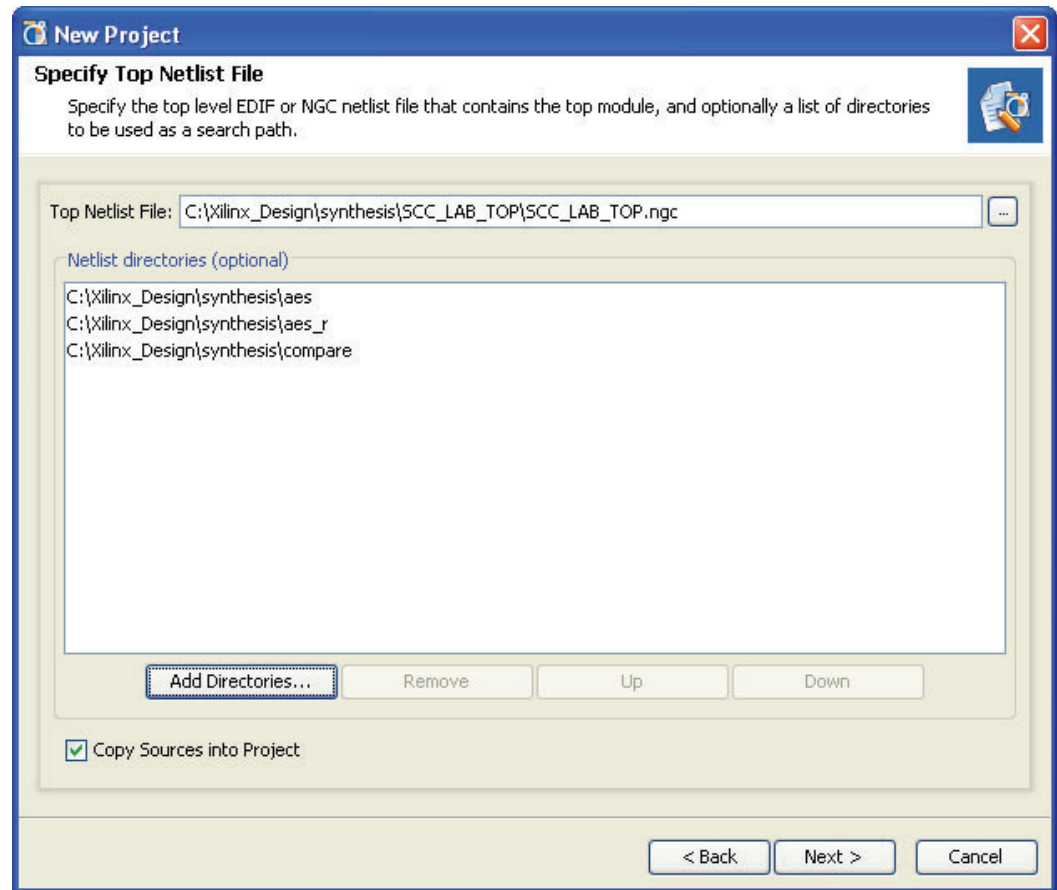 New Project
Specify Top Netlist File
Specify the top level EDIF or NGC netlist file that contains the top module, and optionally a list of directories
to be used as a search path.
Top Netlist File: C:\Xilinx_Design\synthesis\SCC_LAB_TOP\SCC_LAB_TOP.ngc ...
Netlist directories (optional)
C:\Xilinx_Design\synthesis\aes
C:\Xilinx_Design\synthesis\aes_r
C:\Xilinx_Design\synthesis\compare
Add Directories... Remove Up Down
Copy Sources into Project
< Back Next > Cancel